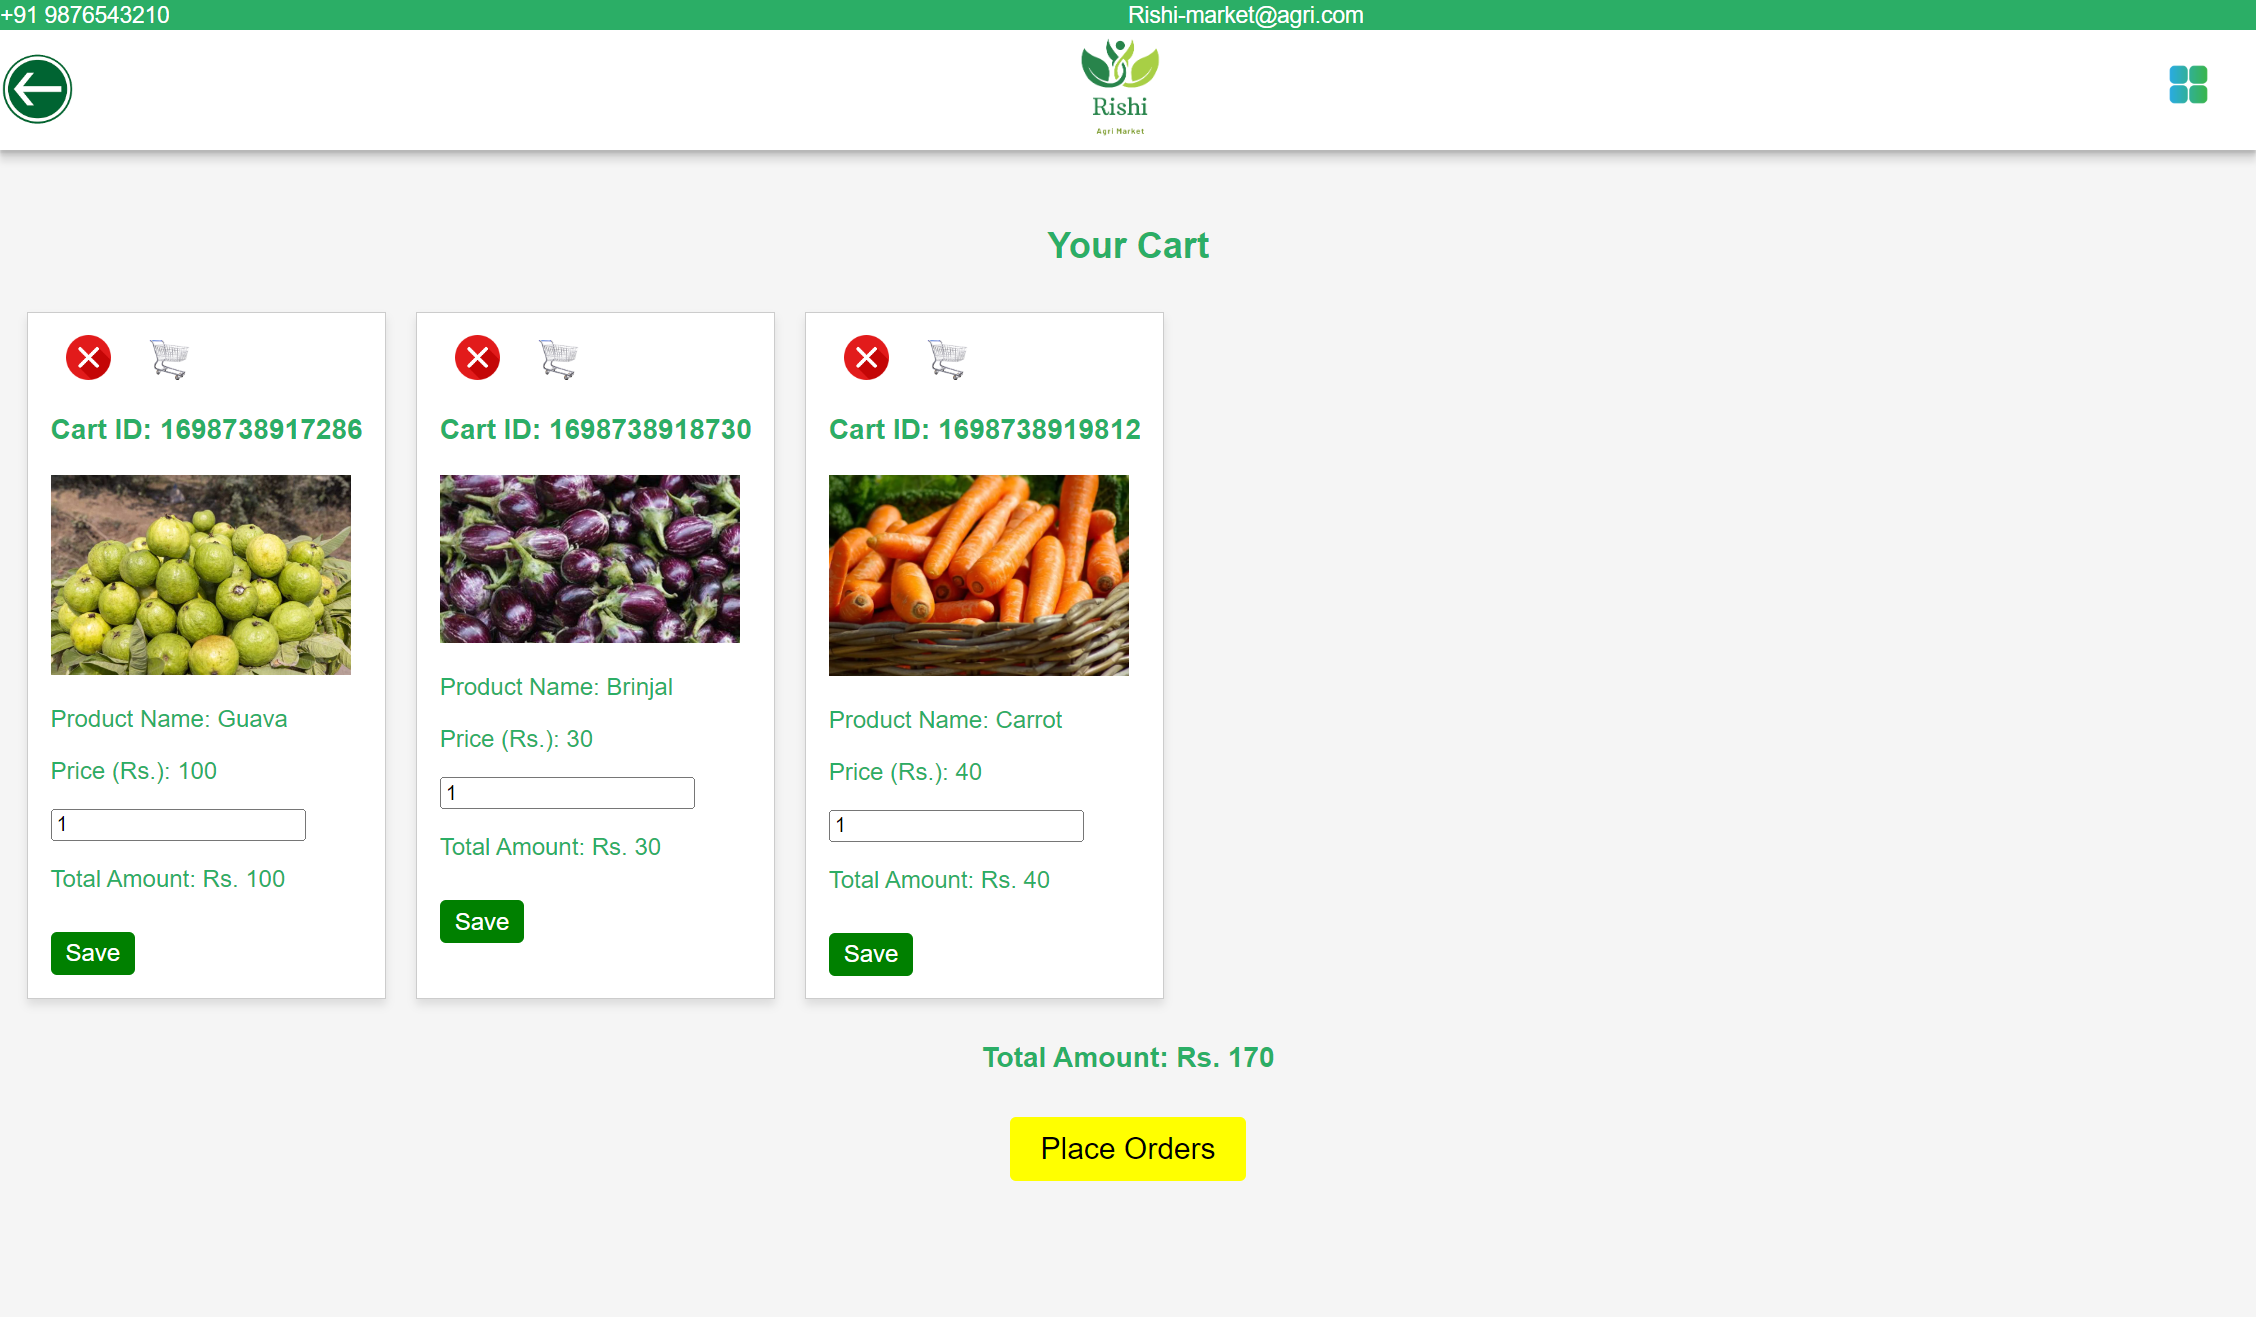 +91 9876543210
Rishi-market@agri.com
Rishi
Agri Market
Your Cart
Cart ID: 1698738917286
Product Name: Guava
Price (Rs.): 100
1
Total Amount: Rs. 100
Save
Cart ID: 1698738918730
Product Name: Brinjal
Price (Rs.): 30
1
Total Amount: Rs. 30
Save
Cart ID: 1698738919812
Product Name: Carrot
Price (Rs.): 40
1
Total Amount: Rs. 40
Save
Total Amount: Rs. 170
Place Orders